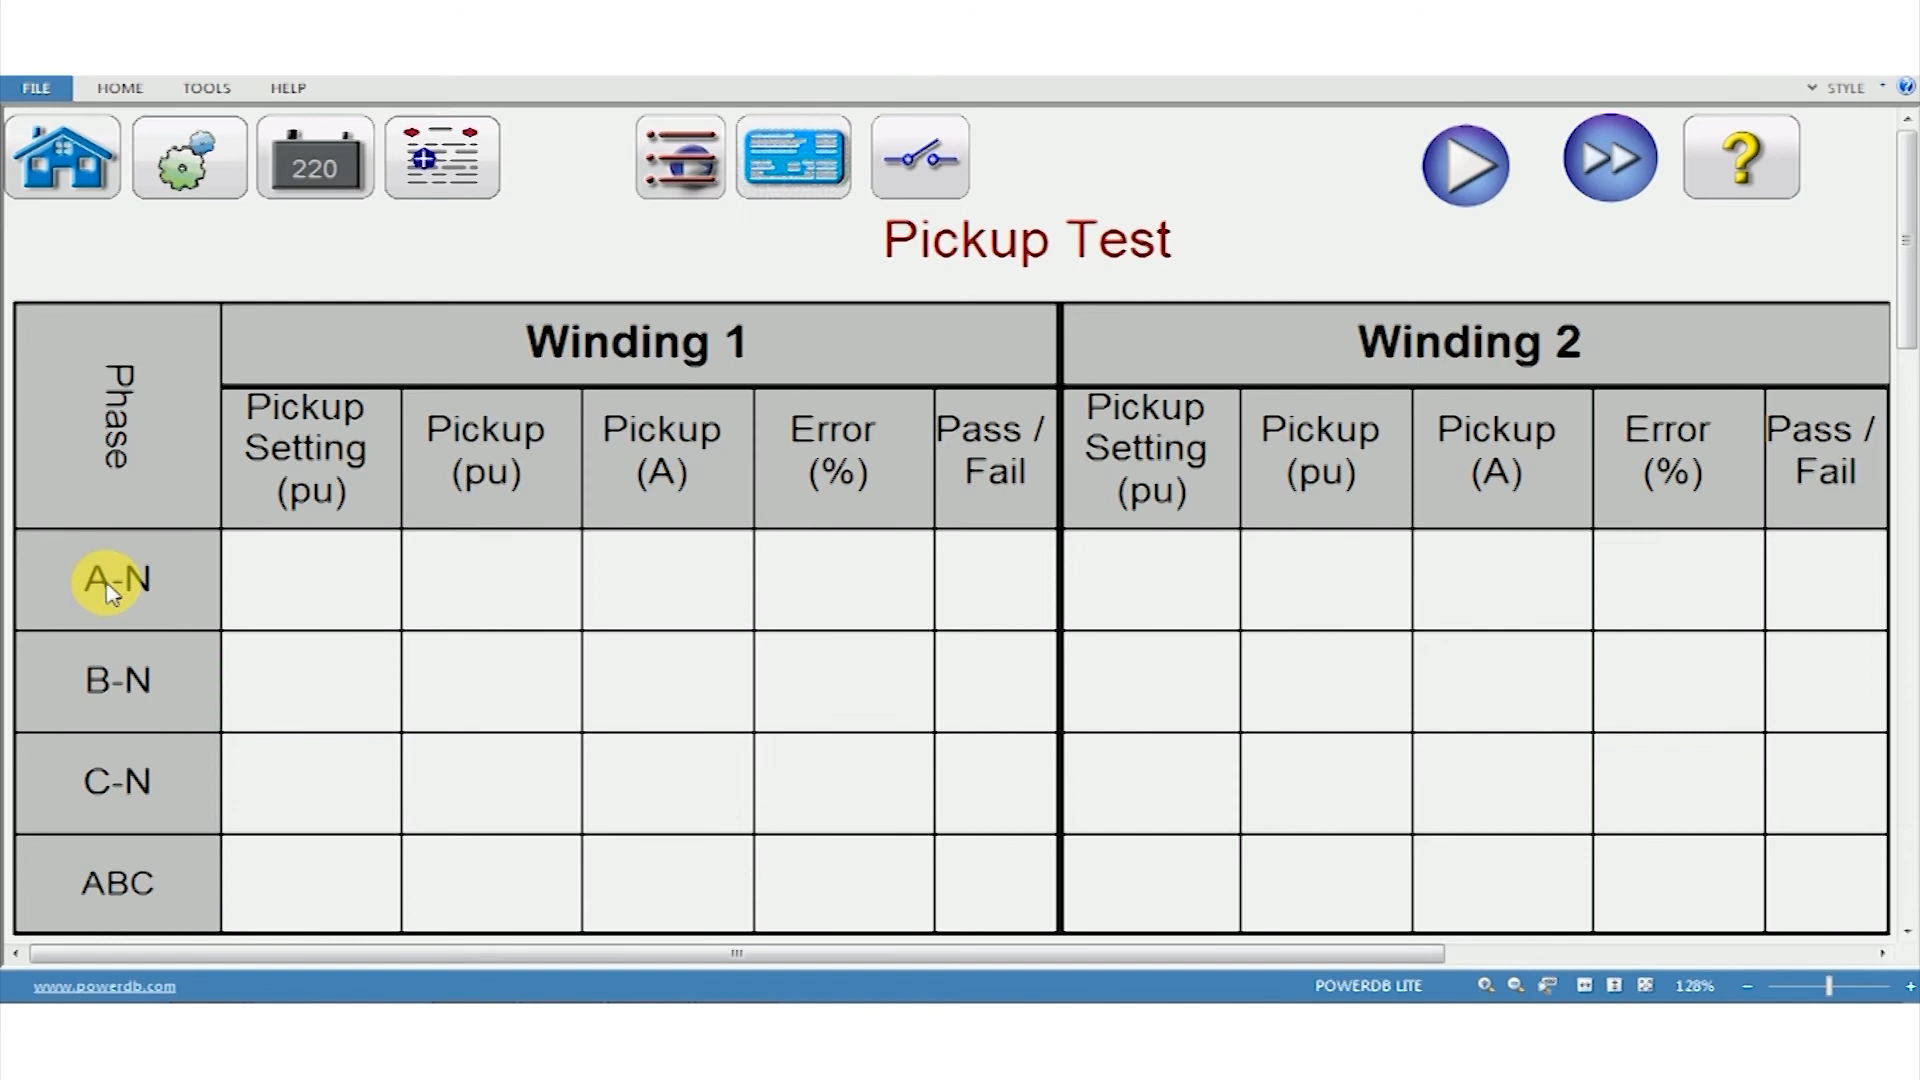 FILE HOME TOOLS HELP STYLE
220
Pickup Test
Phase
Winding 1 Winding 2
Pickup Setting (pu) Pickup (pu) Pickup (A) Error (%) Pass / Fail Pickup Setting (pu) Pickup (pu) Pickup (A) Error (%) Pass / Fail
A-N
B-N
C-N
ABC
www.powerdb.com POWERDB LITE 128%